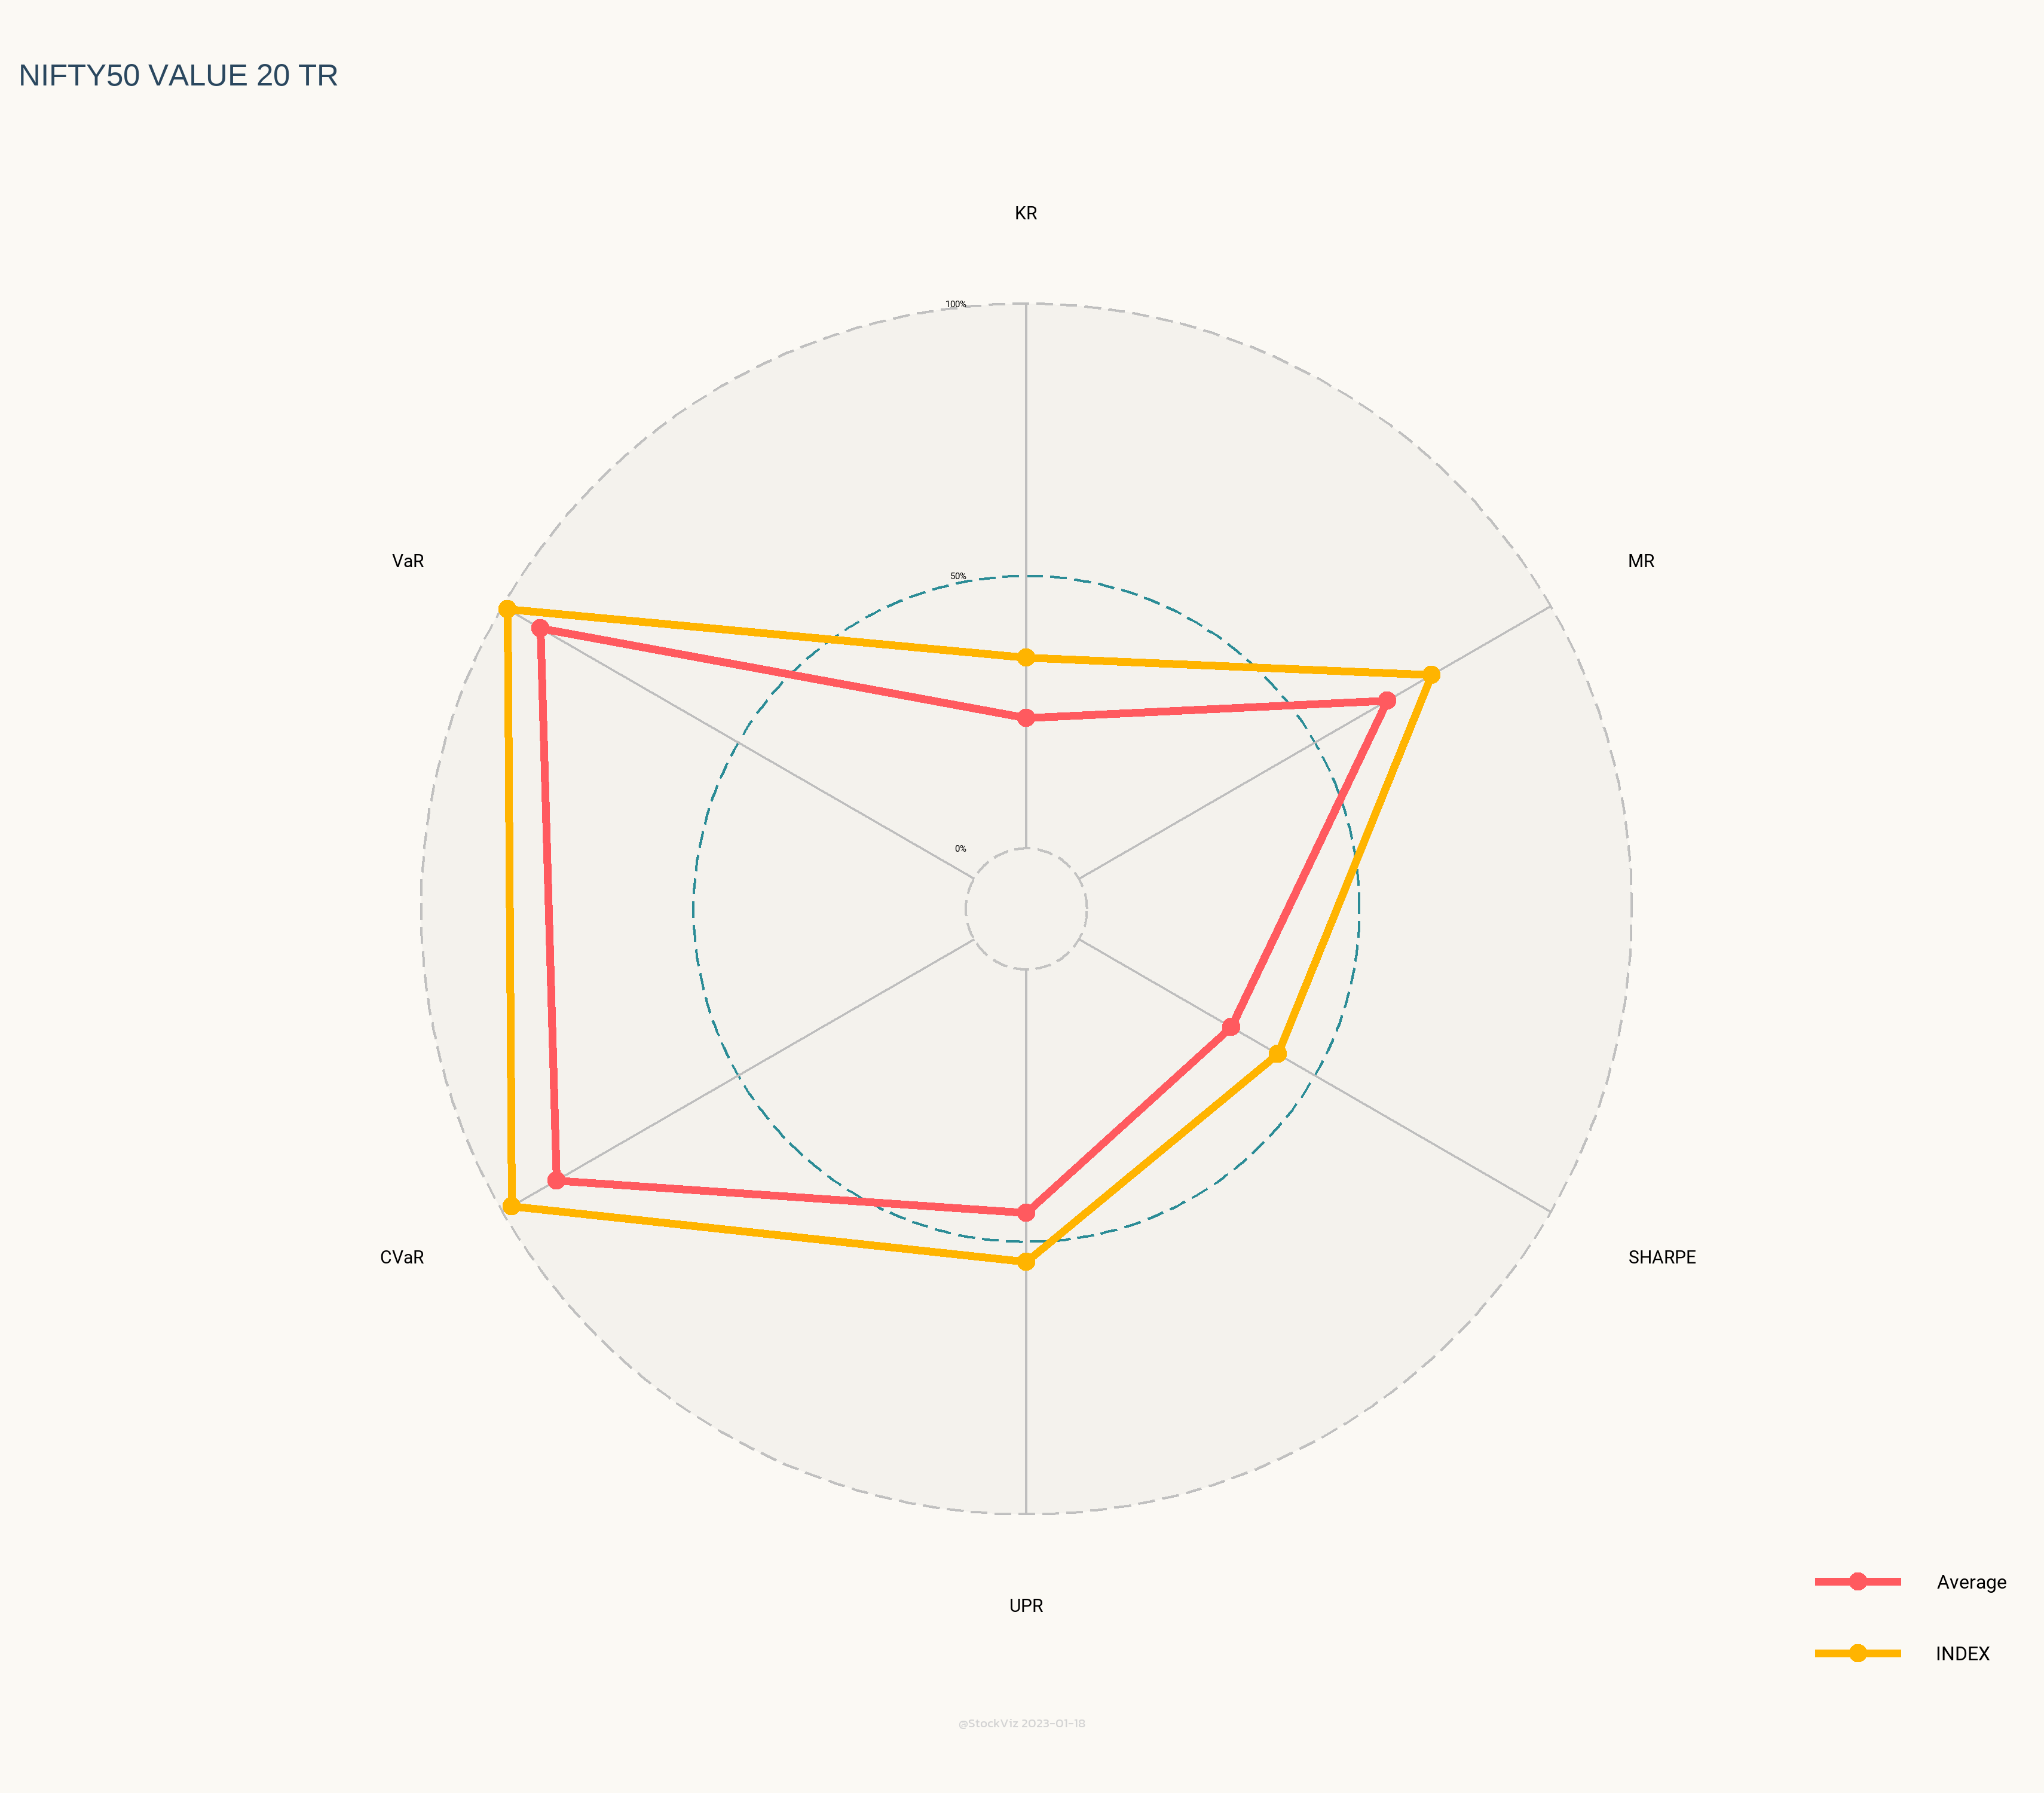 NIFTY50 VALUE 20 TR
KR
100%
VaR
MR
50%
0%
CVaR
SHARPE
UPR
Average
INDEX
@StockViz 2023-01-18